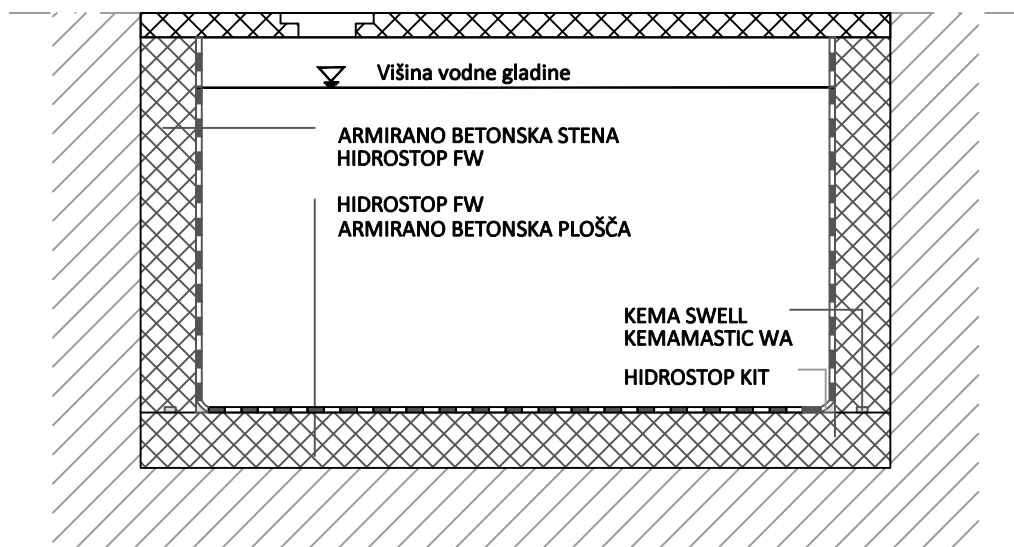 Višina vodne gladine
ARMIRANO BETONSKA STENA
HIDROSTOP FW
HIDROSTOP FW
ARMIRANO BETONSKA PLOŠČA
KEMA SWELL
KEMAMASTIC WA
HIDROSTOP KIT